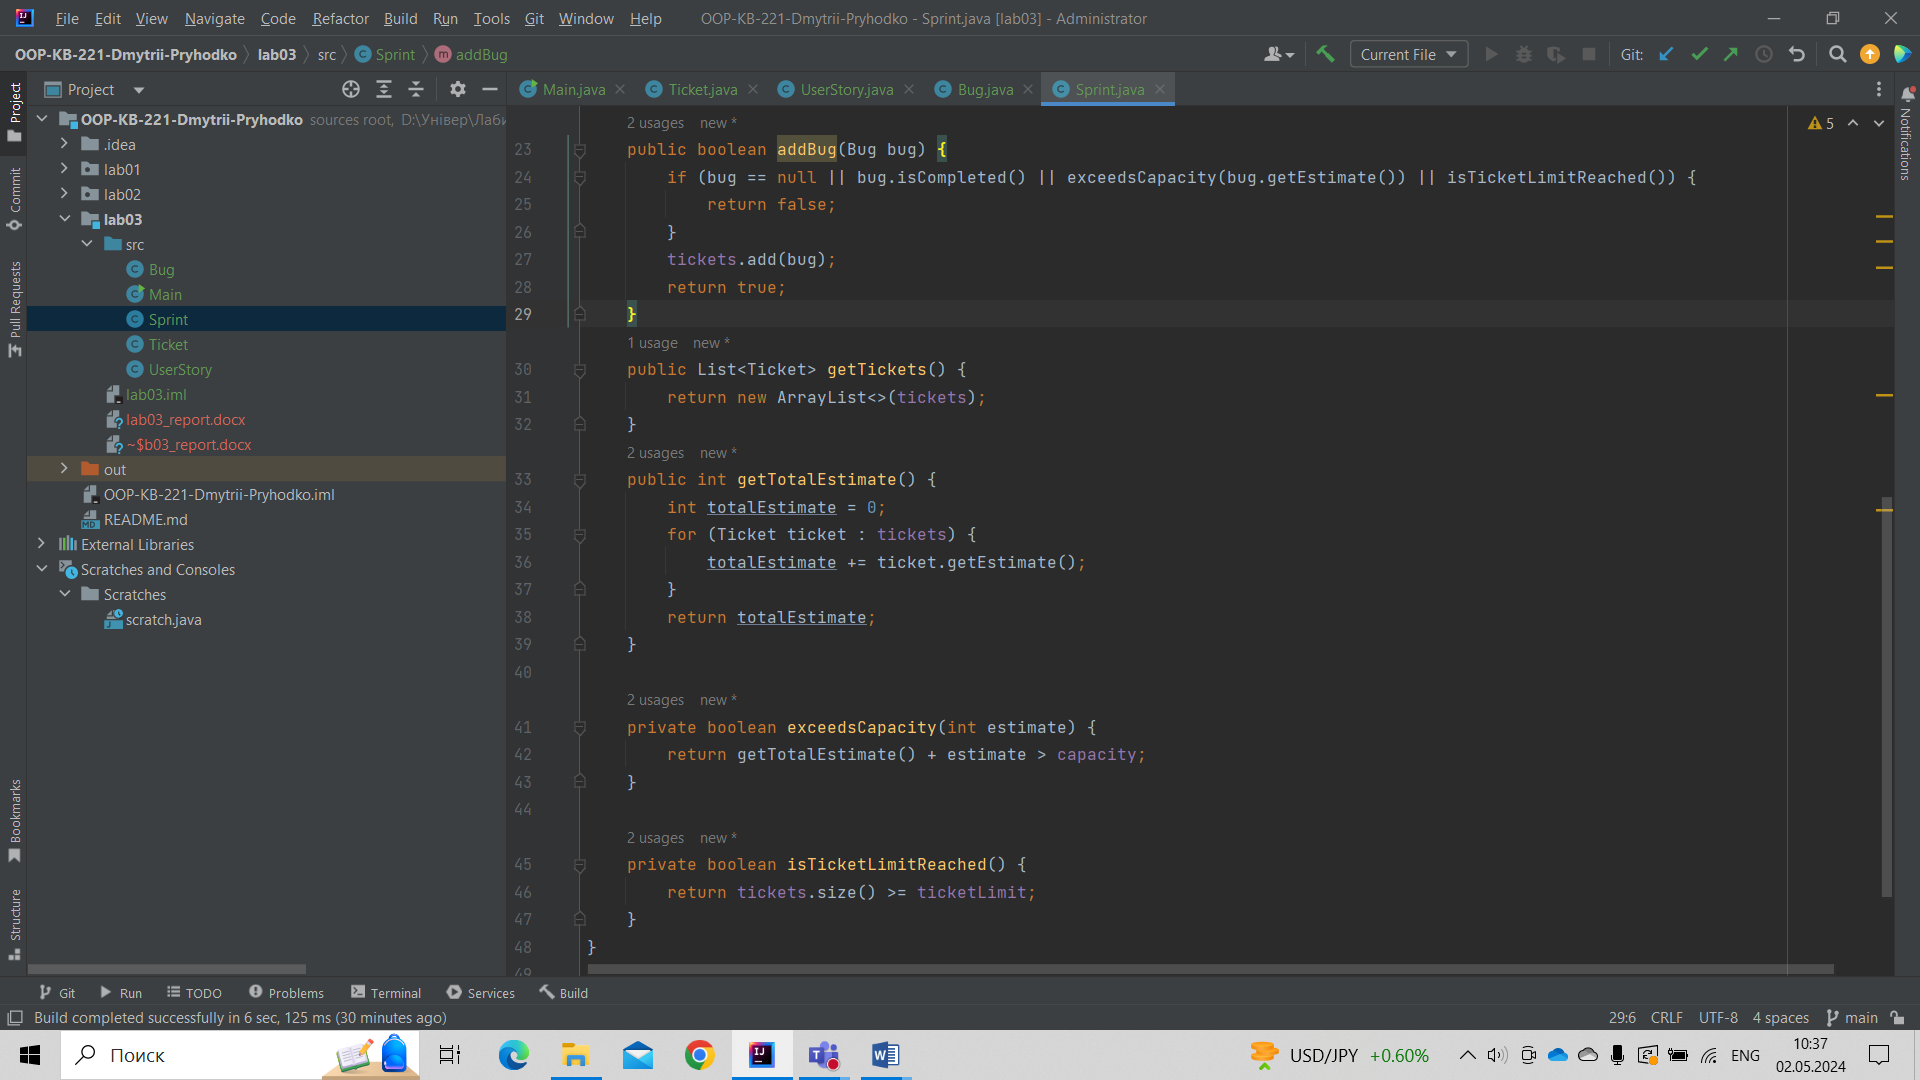 File Edit View Navigate Code Refactor Build Run Tools Git Window Help OOP-KB-221-Dmytrii-Pryhodko - Sprint.java [lab03] - Administrator
OOP-KB-221-Dmytrii-Pryhodko lab03 src Sprint addBug Current File Git:
Project Main.java Ticket.java UserStory.java Bug.java Sprint.java
OOP-KB-221-Dmytrii-Pryhodko sources root, D:\Універ\Лаби
.idea
lab01
lab02
lab03
src
Bug
Main
Sprint
Ticket
UserStory
lab03.iml
lab03_report.docx
~$b03_report.docx
out
OOP-KB-221-Dmytrii-Pryhodko.iml
README.md
External Libraries
Scratches and Consoles
Scratches
scratch.java
Project
Commit
Pull Requests
Bookmarks
Structure
2 usages new *
5
23 public boolean addBug(Bug bug) {
24 if (bug == null || bug.isCompleted() || exceedsCapacity(bug.getEstimate()) || isTicketLimitReached()) {
25 return false;
26 }
27 tickets.add(bug);
28 return true;
29 }
1 usage new *
30 public List<Ticket> getTickets() {
31 return new ArrayList<>(tickets);
32 }
2 usages new *
33 public int getTotalEstimate() {
34 int totalEstimate = 0;
35 for (Ticket ticket : tickets) {
36 totalEstimate += ticket.getEstimate();
37 }
38 return totalEstimate;
39 }
40
2 usages new *
41 private boolean exceedsCapacity(int estimate) {
42 return getTotalEstimate() + estimate > capacity;
43 }
44
2 usages new *
45 private boolean isTicketLimitReached() {
46 return tickets.size() >= ticketLimit;
47 }
48 }
49
Notifications
Git Run TODO Problems Terminal Services Build
Build completed successfully in 6 sec, 125 ms (30 minutes ago) 29:6 CRLF UTF-8 4 spaces main
Поиск USD/JPY +0.60% ENG 10:37
02.05.2024